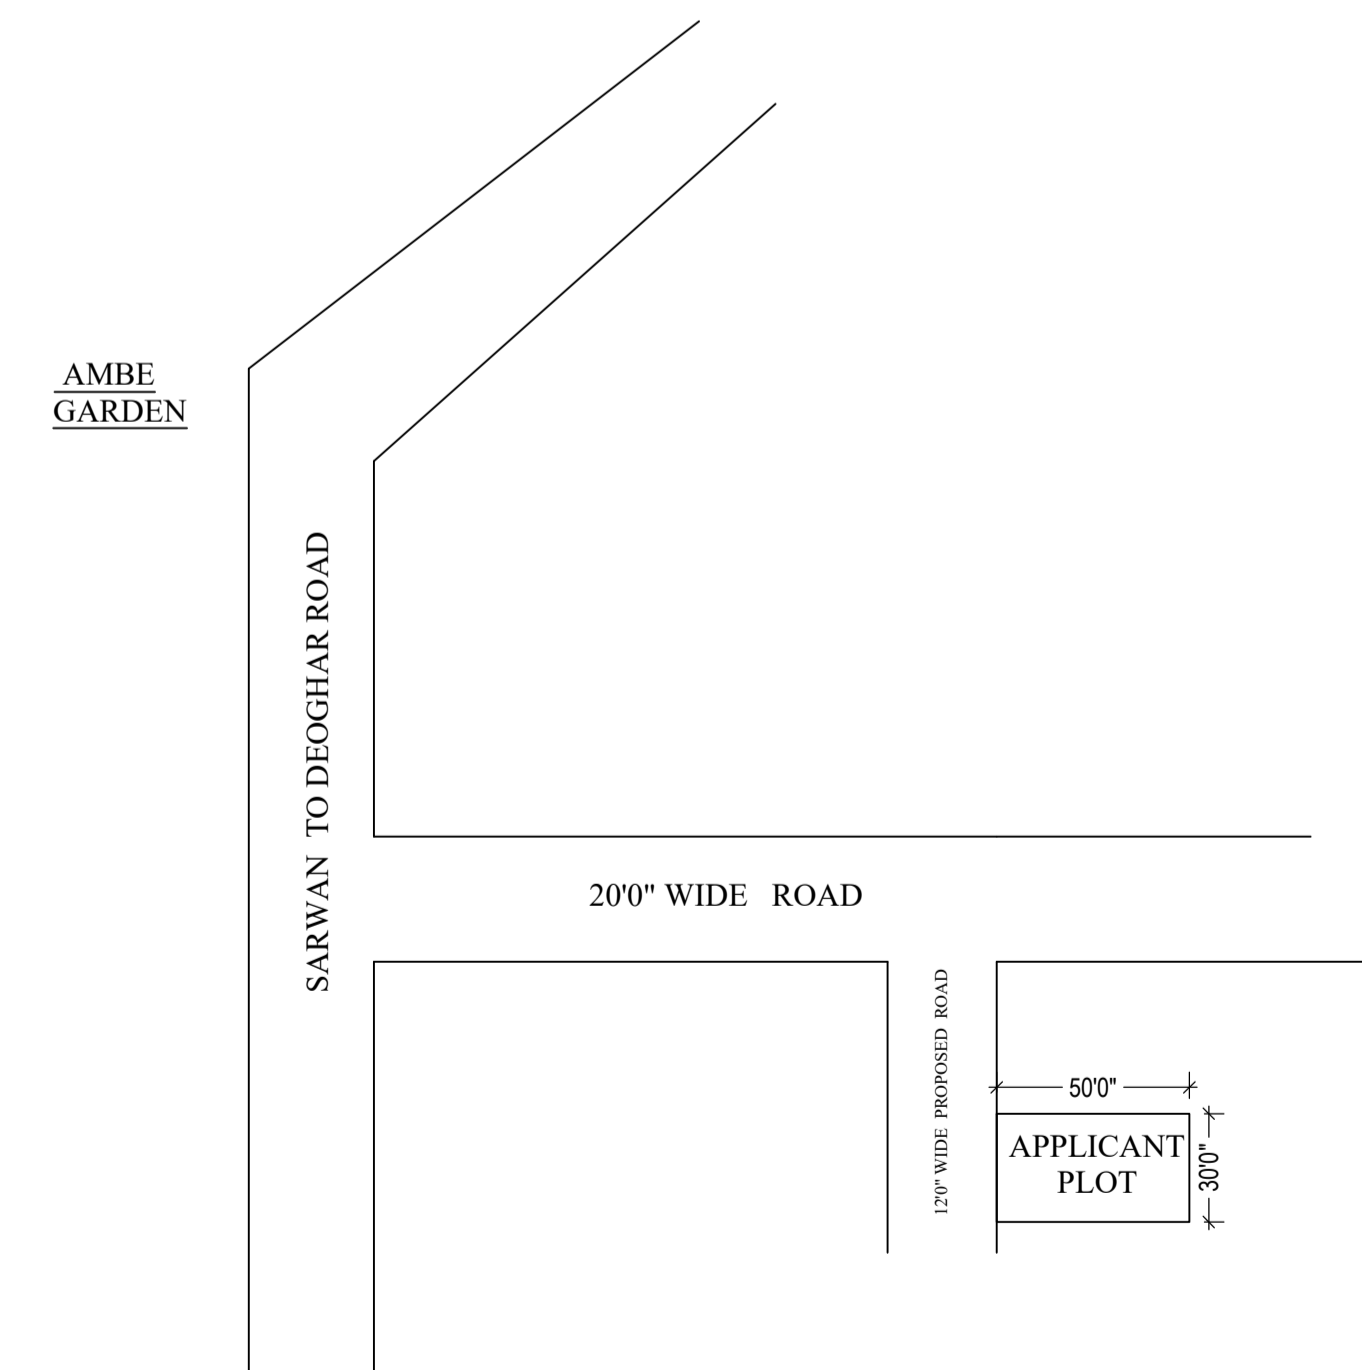 AMBE
GARDEN
SARWAN TO DEOGHAR ROAD
20'0" WIDE ROAD
12'0" WIDE PROPOSED ROAD
50'0"
APPLICANT
PLOT
30'0"